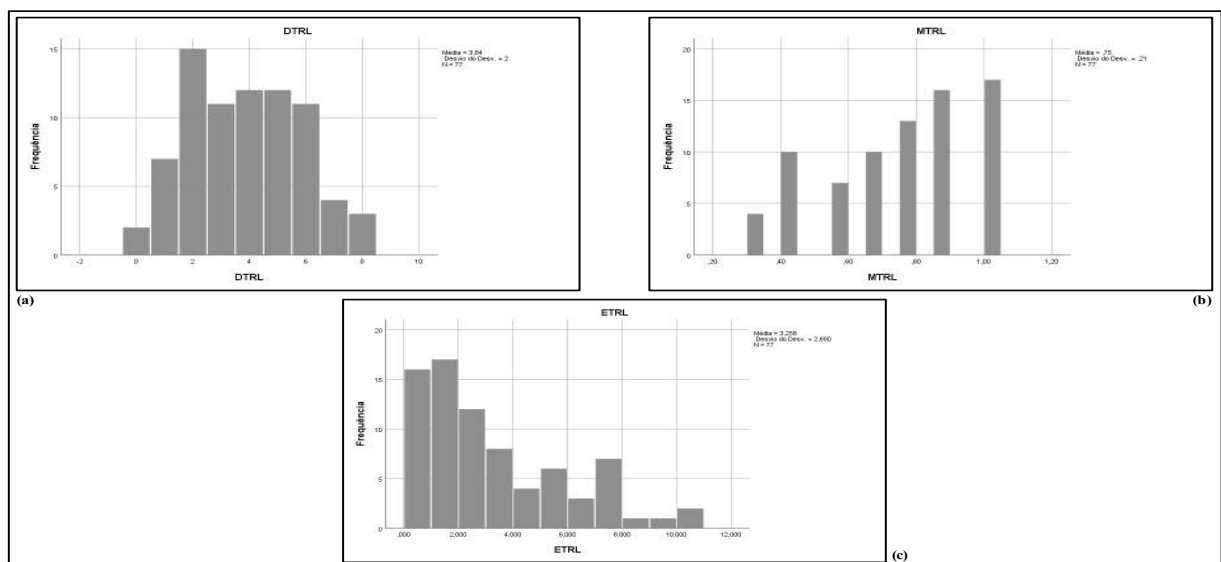 DTRL
Média = 3,84
Desvio do Desv. = 2
N = 77
15
10
5
0
Frequência
-2 0 2 4 6 8 10
DTRL
(a)
MTRL
Média = ,75
Desvio do Desv. = ,21
N = 77
20
15
10
5
0
Frequência
,20 ,40 ,60 ,80 1,00 1,20
MTRL
(b)
ETRL
Média = 3,258
Desvio do Desv. = 2,690
N = 77
20
15
10
5
0
Frequência
,000 2,000 4,000 6,000 8,000 10,000 12,000
ETRL
(c)